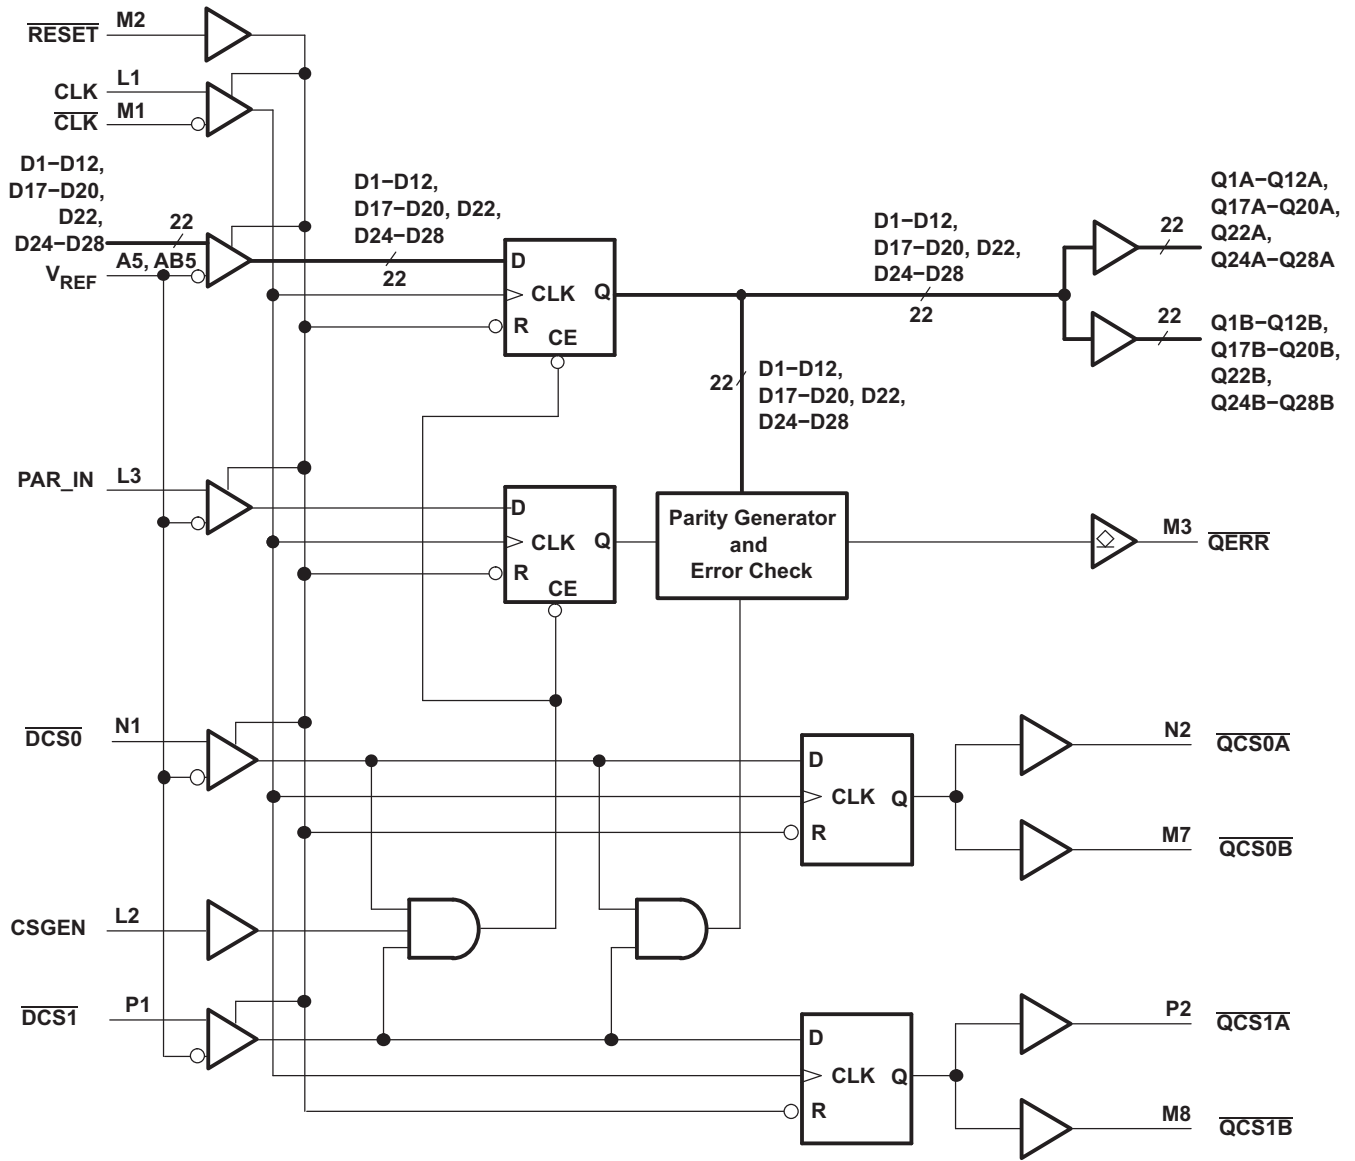 RESET M2
CLK L1
CLK M1
D1−D12,
D17−D20,
D22,
D24−D28
22
VREF A5, AB5
D1−D12,
D17−D20, D22,
D24−D28
22
D
CLK Q
R
CE
D1−D12,
D17−D20, D22,
D24−D28
22
22
Q1A−Q12A,
Q17A−Q20A,
Q22A,
Q24A−Q28A
22
Q1B−Q12B,
Q17B−Q20B,
Q22B,
Q24B−Q28B
22
D1−D12,
D17−D20, D22,
D24−D28
PAR_IN L3
D
CLK Q
R
CE
Parity Generator
and
Error Check
M3 QERR
DCS0 N1
D
CLK Q
R
N2 QCS0A
M7 QCS0B
CSGEN L2
DCS1 P1
D
CLK Q
R
P2 QCS1A
M8 QCS1B